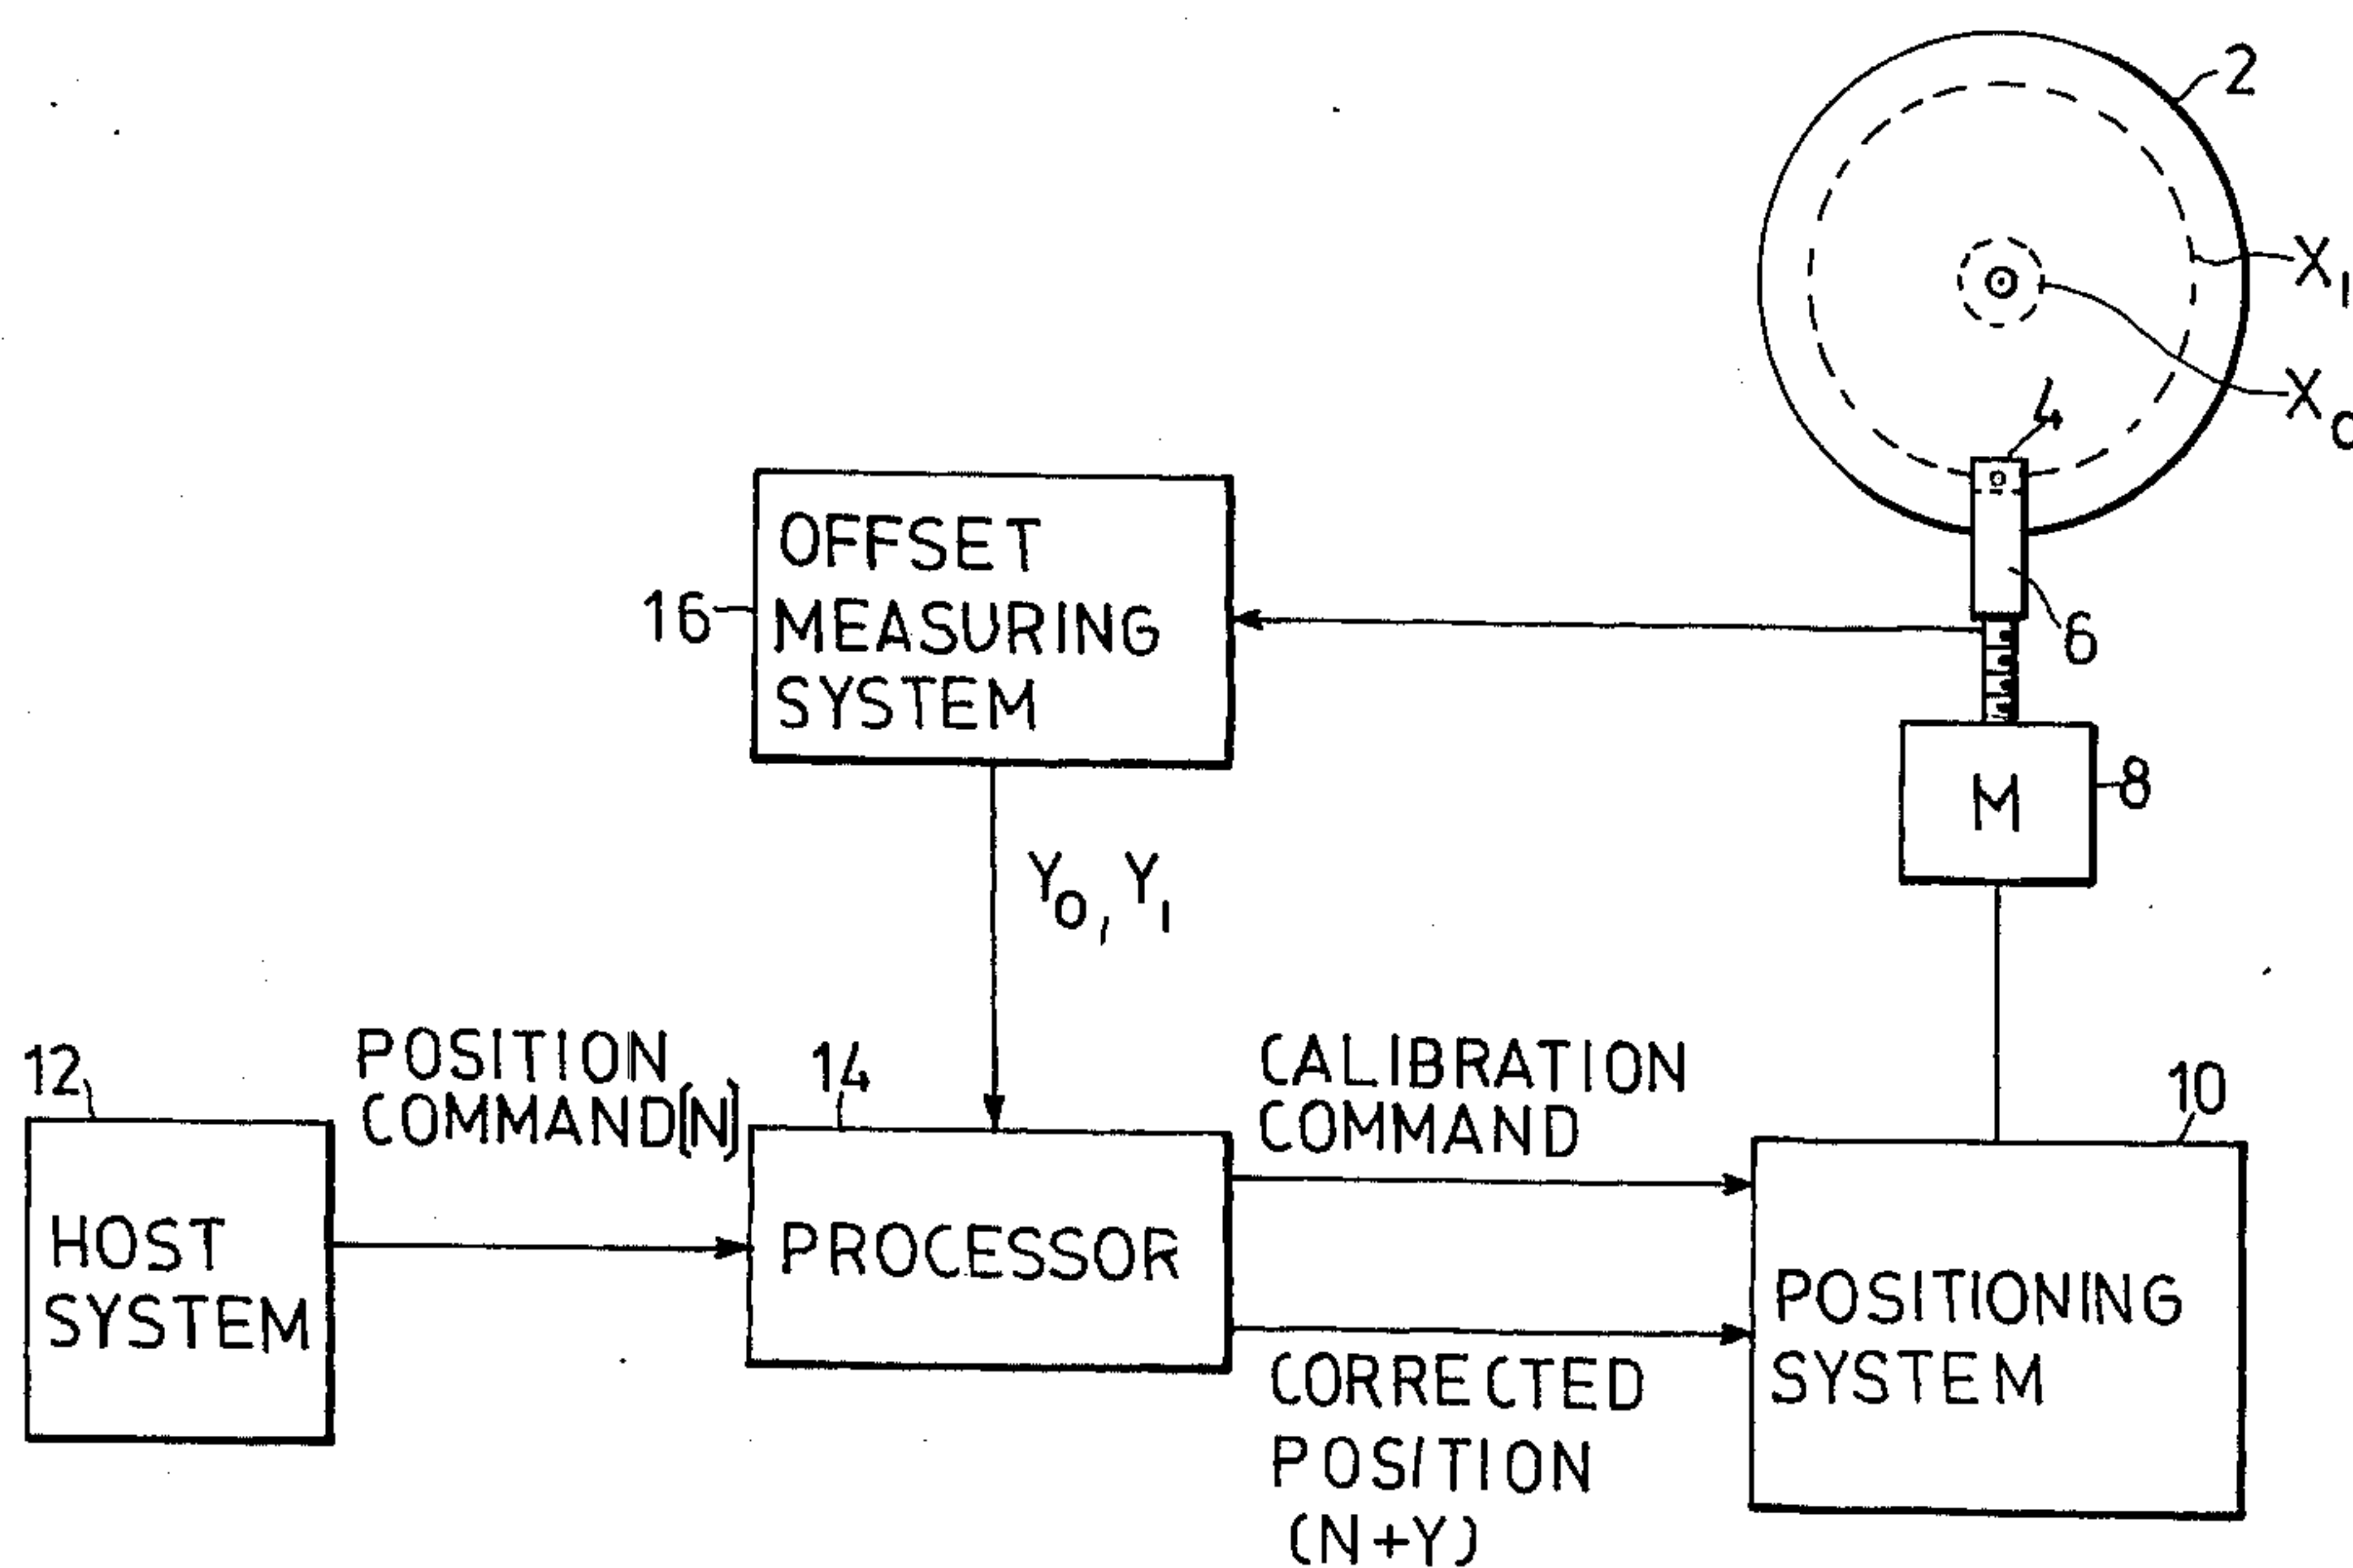 2
X₁
X₀
4
OFFSET
MEASURING
SYSTEM
16
6
M
8
Y₀, Y₁
12
POSITION
COMMAND(N)
14
CALIBRATION
COMMAND
10
HOST
SYSTEM
PROCESSOR
POSITIONING
SYSTEM
CORRECTED
POSITION
(N+Y)